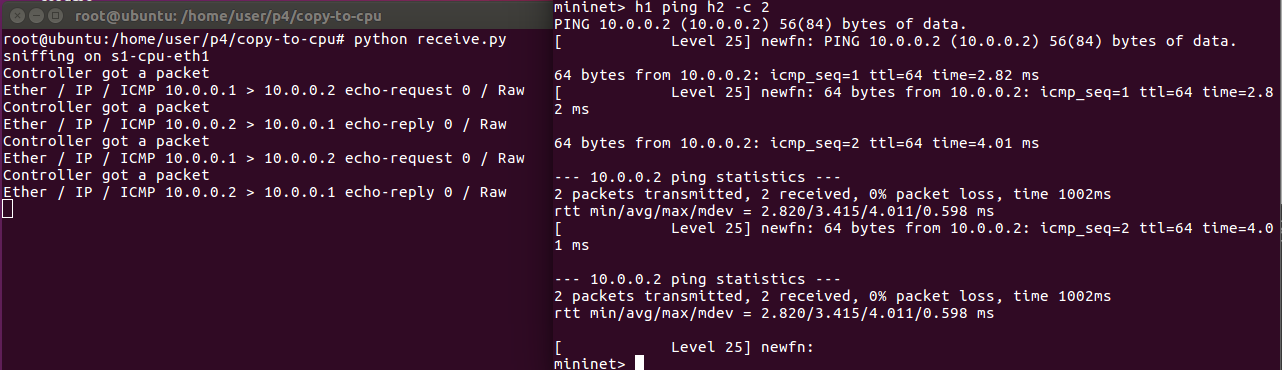 root@ubuntu: /home/user/p4/copy-to-cpu
root@ubuntu:/home/user/p4/copy-to-cpu# python receive.py
sniffing on s1-cpu-eth1
Controller got a packet
Ether / IP / ICMP 10.0.0.1 > 10.0.0.2 echo-request 0 / Raw
Controller got a packet
Ether / IP / ICMP 10.0.0.2 > 10.0.0.1 echo-reply 0 / Raw
Controller got a packet
Ether / IP / ICMP 10.0.0.1 > 10.0.0.2 echo-request 0 / Raw
Controller got a packet
Ether / IP / ICMP 10.0.0.2 > 10.0.0.1 echo-reply 0 / Raw
mininet> h1 ping h2 -c 2
PING 10.0.0.2 (10.0.0.2) 56(84) bytes of data.
[            Level 25] newfn: PING 10.0.0.2 (10.0.0.2) 56(84) bytes of data.
64 bytes from 10.0.0.2: icmp_seq=1 ttl=64 time=2.82 ms
[            Level 25] newfn: 64 bytes from 10.0.0.2: icmp_seq=1 ttl=64 time=2.8
2 ms
64 bytes from 10.0.0.2: icmp_seq=2 ttl=64 time=4.01 ms
--- 10.0.0.2 ping statistics ---
2 packets transmitted, 2 received, 0% packet loss, time 1002ms
rtt min/avg/max/mdev = 2.820/3.415/4.011/0.598 ms
[            Level 25] newfn: 64 bytes from 10.0.0.2: icmp_seq=2 ttl=64 time=4.0
1 ms
--- 10.0.0.2 ping statistics ---
2 packets transmitted, 2 received, 0% packet loss, time 1002ms
rtt min/avg/max/mdev = 2.820/3.415/4.011/0.598 ms
[            Level 25] newfn:
mininet>